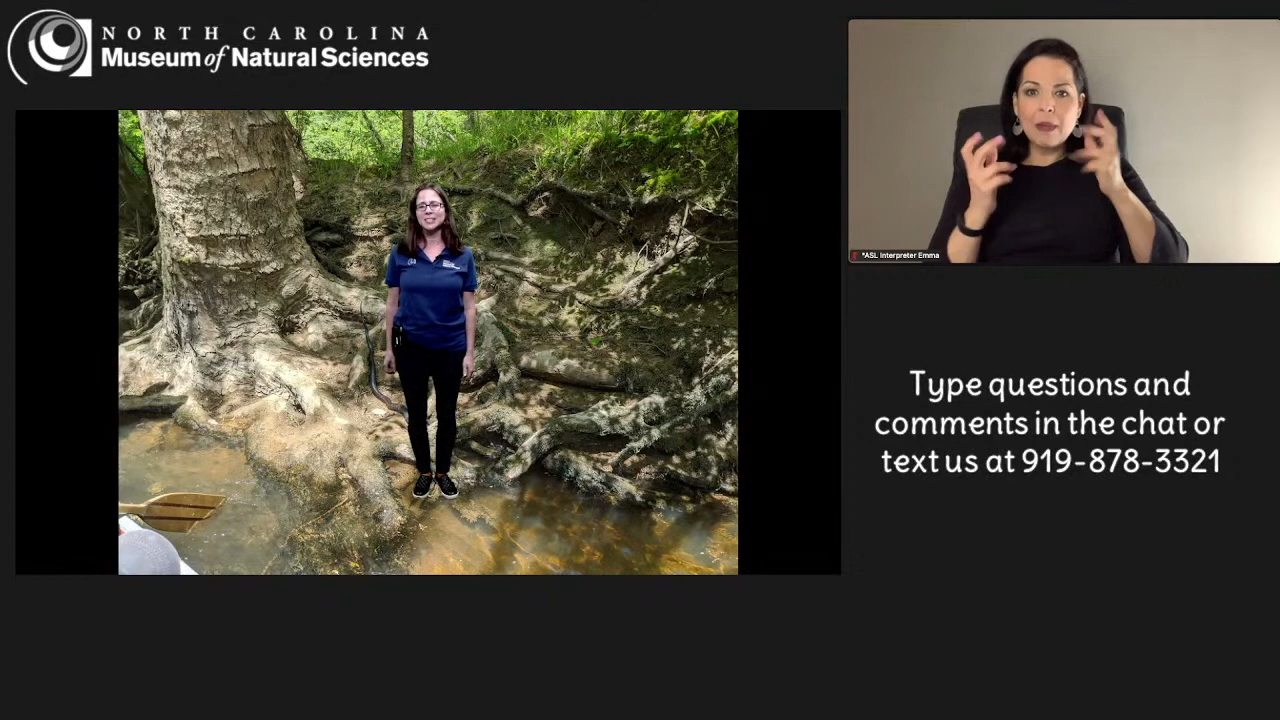 NORTH CAROLINA
Museum of Natural Sciences
*ASL Interpreter Emma
Type questions and
comments in the chat or
text us at 919-878-3321